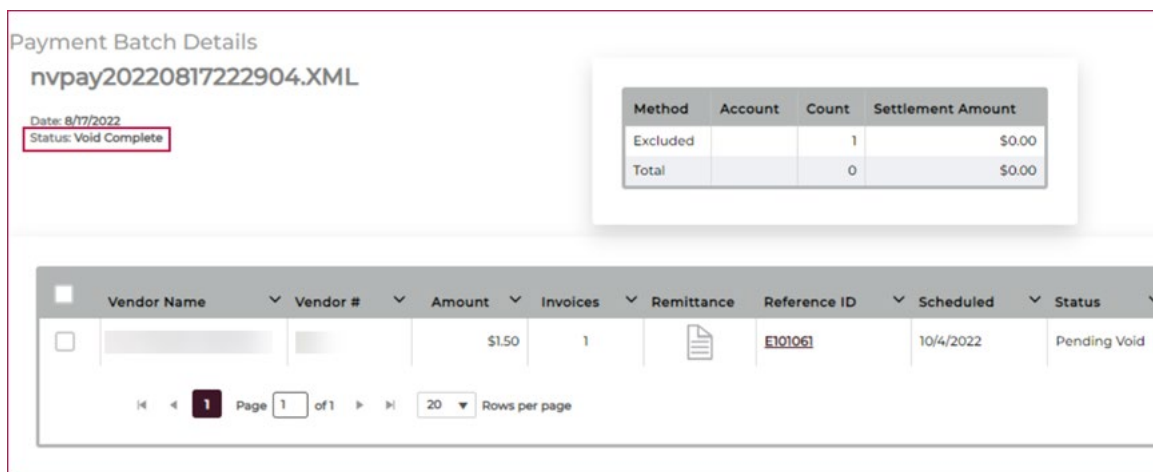 Payment Batch Details
nvpay20220817222904.XML
Date: 8/17/2022
Status: Void Complete
Method Account Count Settlement Amount
Excluded 1 $0.00
Total 0 $0.00
Vendor Name Vendor # Amount Invoices Remittance Reference ID Scheduled Status
$1.50 1 E101061 10/4/2022 Pending Void
1 Page 1 of 1 20 Rows per page